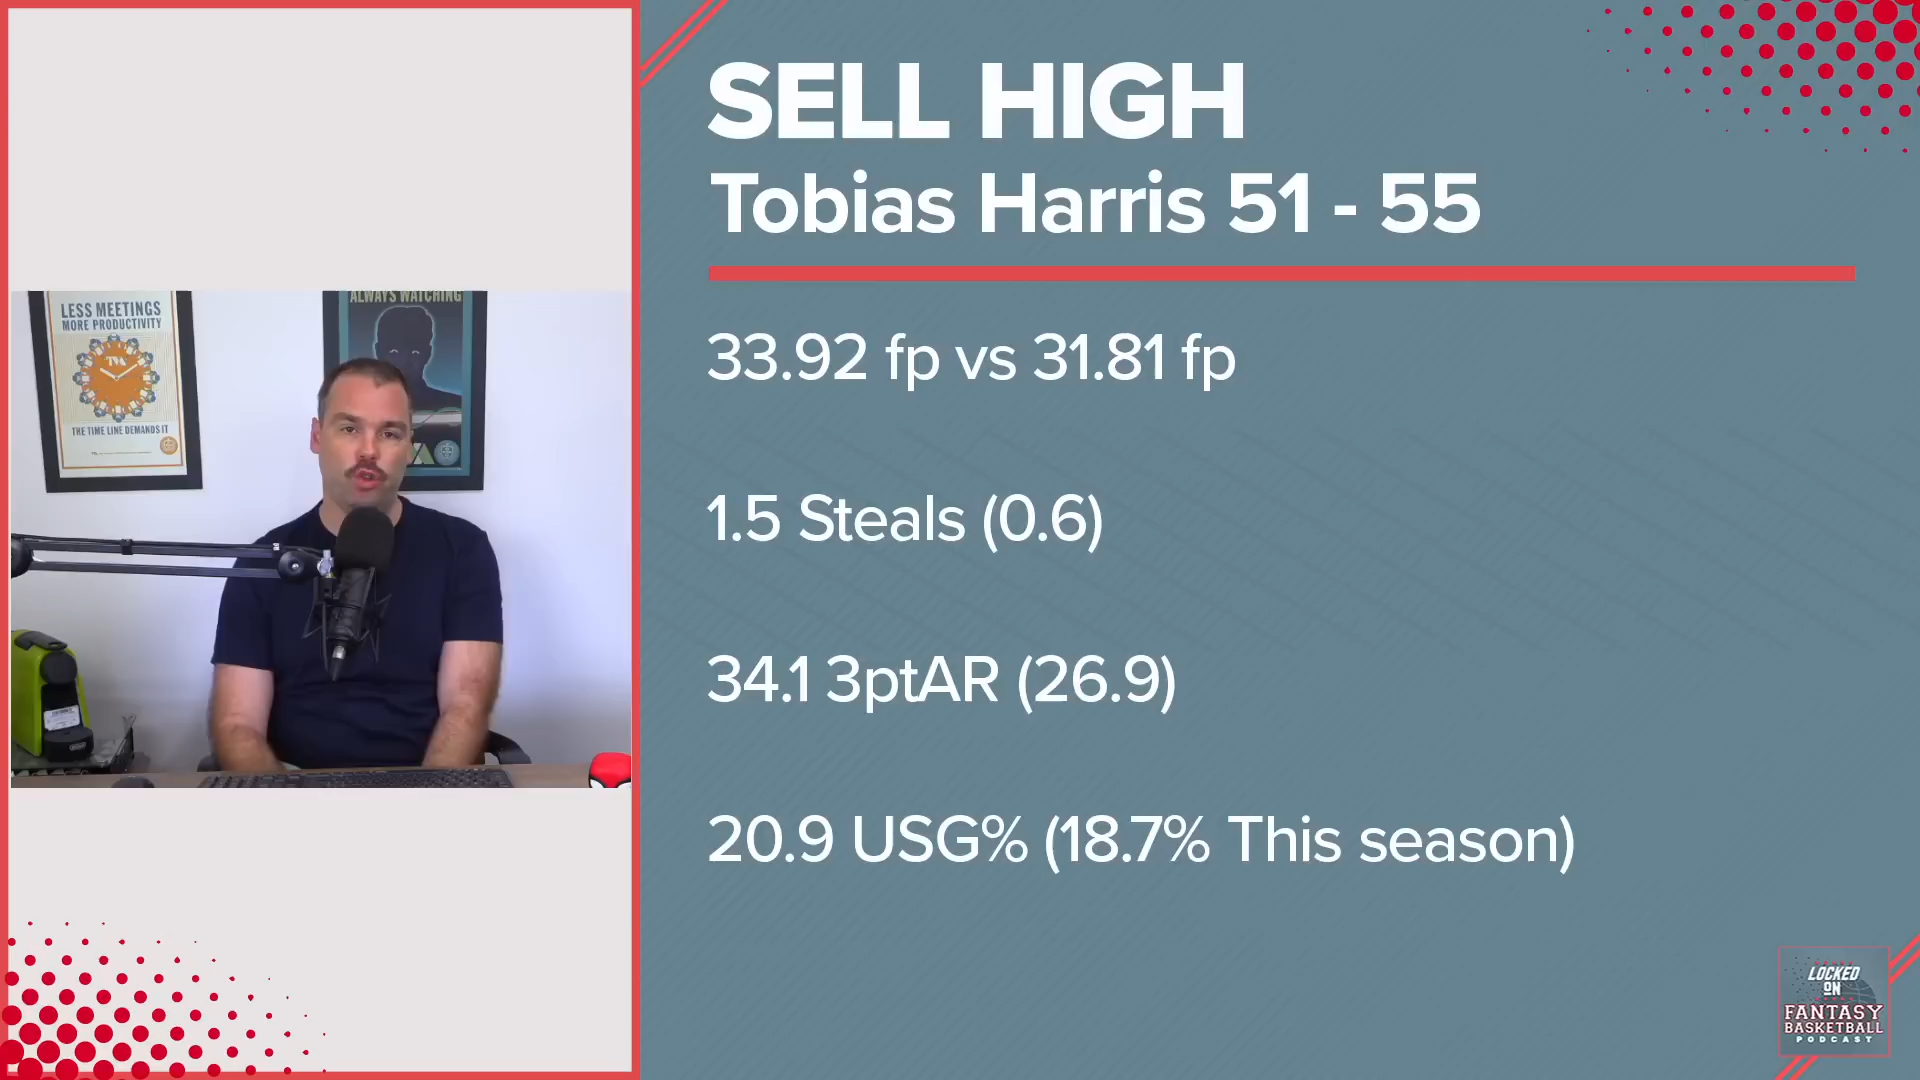 SELL HIGH
Tobias Harris 51 - 55
33.92 fp vs 31.81 fp
1.5 Steals (0.6)
34.1 3ptAR (26.9)
20.9 USG% (18.7% This season)
LESS MEETINGS
MORE PRODUCTIVITY
TVA
THE TIME LINE DEMANDS IT
ALWAYS WATCHING
LOCKED
ON
FANTASY
BASKETBALL
PODCAST